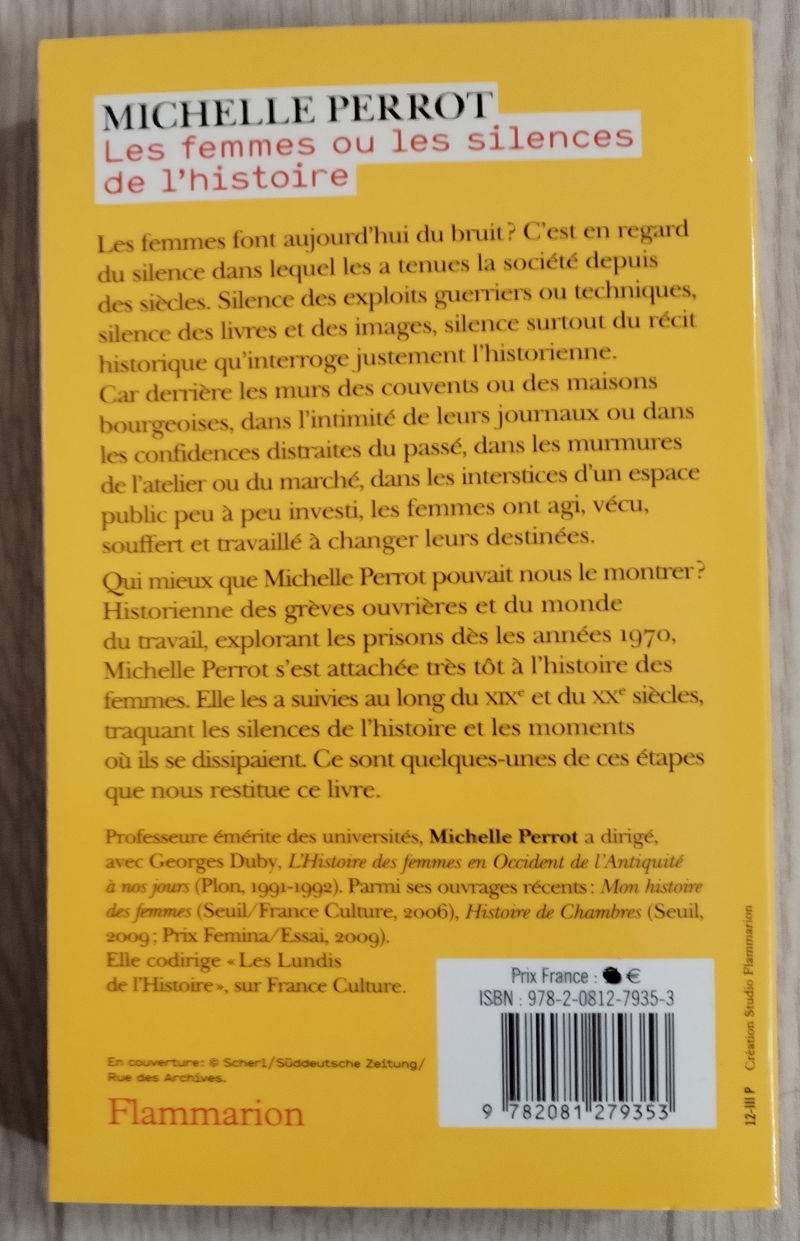 MICHELLE PERROT
Les femmes ou les silences
de l'histoire
Les femmes font aujourd'hui du bruit ? C'est en regard
du silence dans lequel les a tenues la société depuis
des siècles. Silence des exploits guerriers ou techniques,
silence des livres et des images, silence surtout du récit
historique qu'interroge justement l'historienne.
Car derrière les murs des couvents ou des maisons
bourgeoises, dans l'intimité de leurs journaux ou dans
les confidences distraites du passé, dans les murmures
de l'atelier ou du marché, dans les interstices d'un espace
public peu à peu investi, les femmes ont agi, vécu,
souffert et travaillé à changer leurs destinées.
Qui mieux que Michelle Perrot pouvait nous le montrer ?
Historienne des grèves ouvrières et du monde
du travail, explorant les prisons dès les années 1970,
Michelle Perrot s'est attachée très tôt à l'histoire des
femmes. Elle les a suivies au long du XIXe et du XXe siècles,
traquant les silences de l'histoire et les moments
où ils se dissipaient. Ce sont quelques-unes de ces étapes
que nous restitue ce livre.
Professeure émérite des universités, Michelle Perrot a dirigé,
avec Georges Duby, L'Histoire des femmes en Occident de l'Antiquité
à nos jours (Plon, 1991-1992). Parmi ses ouvrages récents : Mon histoire
des femmes (Seuil/France Culture, 2006), Histoire de Chambres (Seuil,
2009 ; Prix Femina/Essai, 2009).
Elle codirige « Les Lundis
de l'Histoire », sur France Culture.
Prix France : €
ISBN : 978-2-0812-7935-3
9 782081 279353
En couverture : © Scherl/Süddeutsche Zeitung/
Rue des Archives.
Flammarion
12-III P Création Studio Flammarion